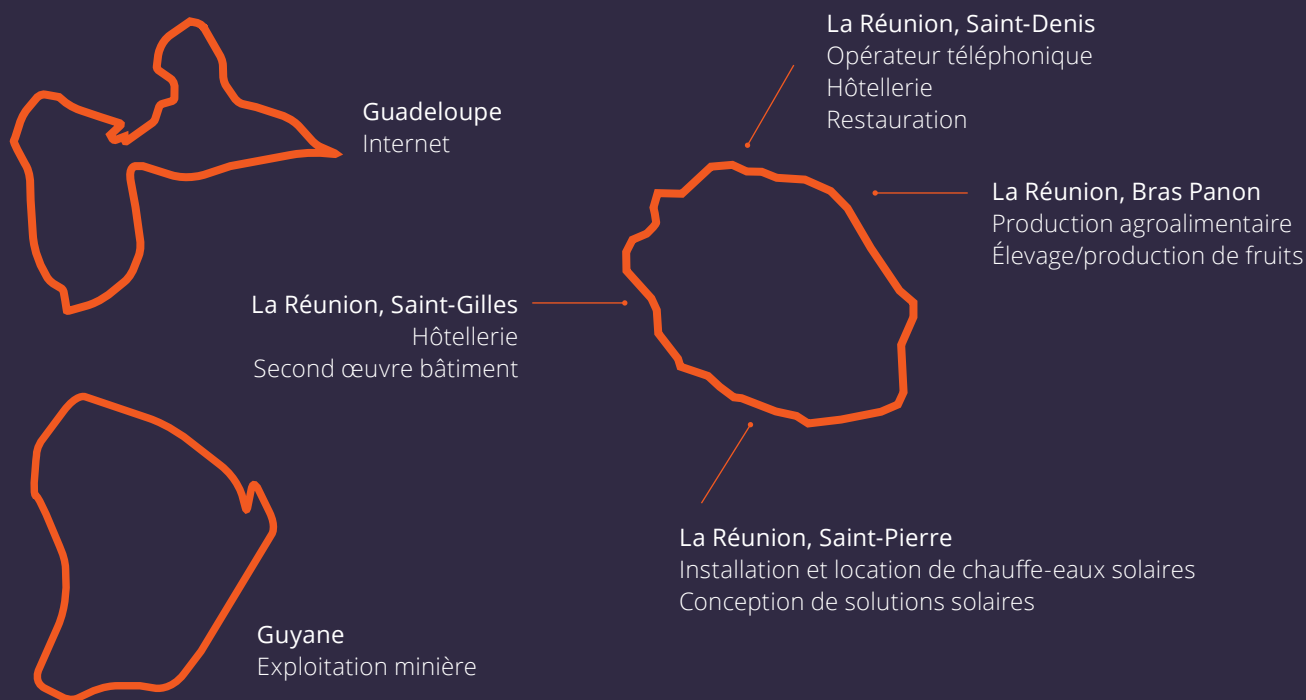 Guadeloupe
Internet
La Réunion, Saint-Denis
Opérateur téléphonique
Hôtellerie
Restauration
La Réunion, Bras Panon
Production agroalimentaire
Élevage/production de fruits
La Réunion, Saint-Gilles
Hôtellerie
Second œuvre bâtiment
La Réunion, Saint-Pierre
Installation et location de chauffe-eaux solaires
Conception de solutions solaires
Guyane
Exploitation minière